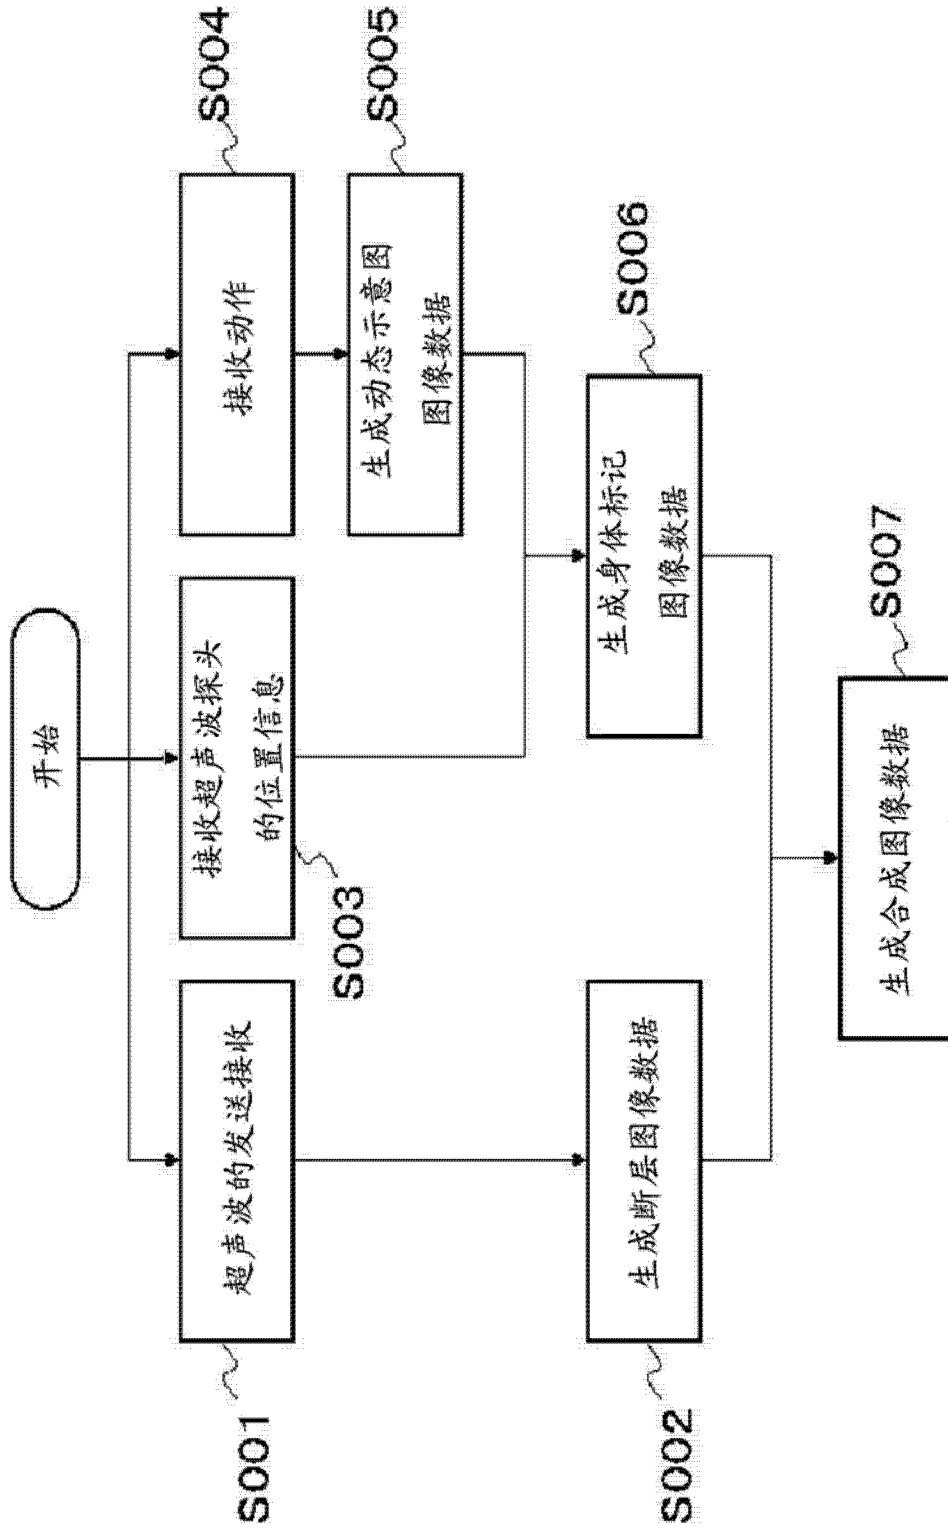 开始
S001
超声波的发送接收
接收超声波探头
的位置信息
S003
接收动作
S004
生成动态示意图
图像数据
S005
S002
生成断层图像数据
生成身体标记
图像数据
S006
生成合成图像数据
S007